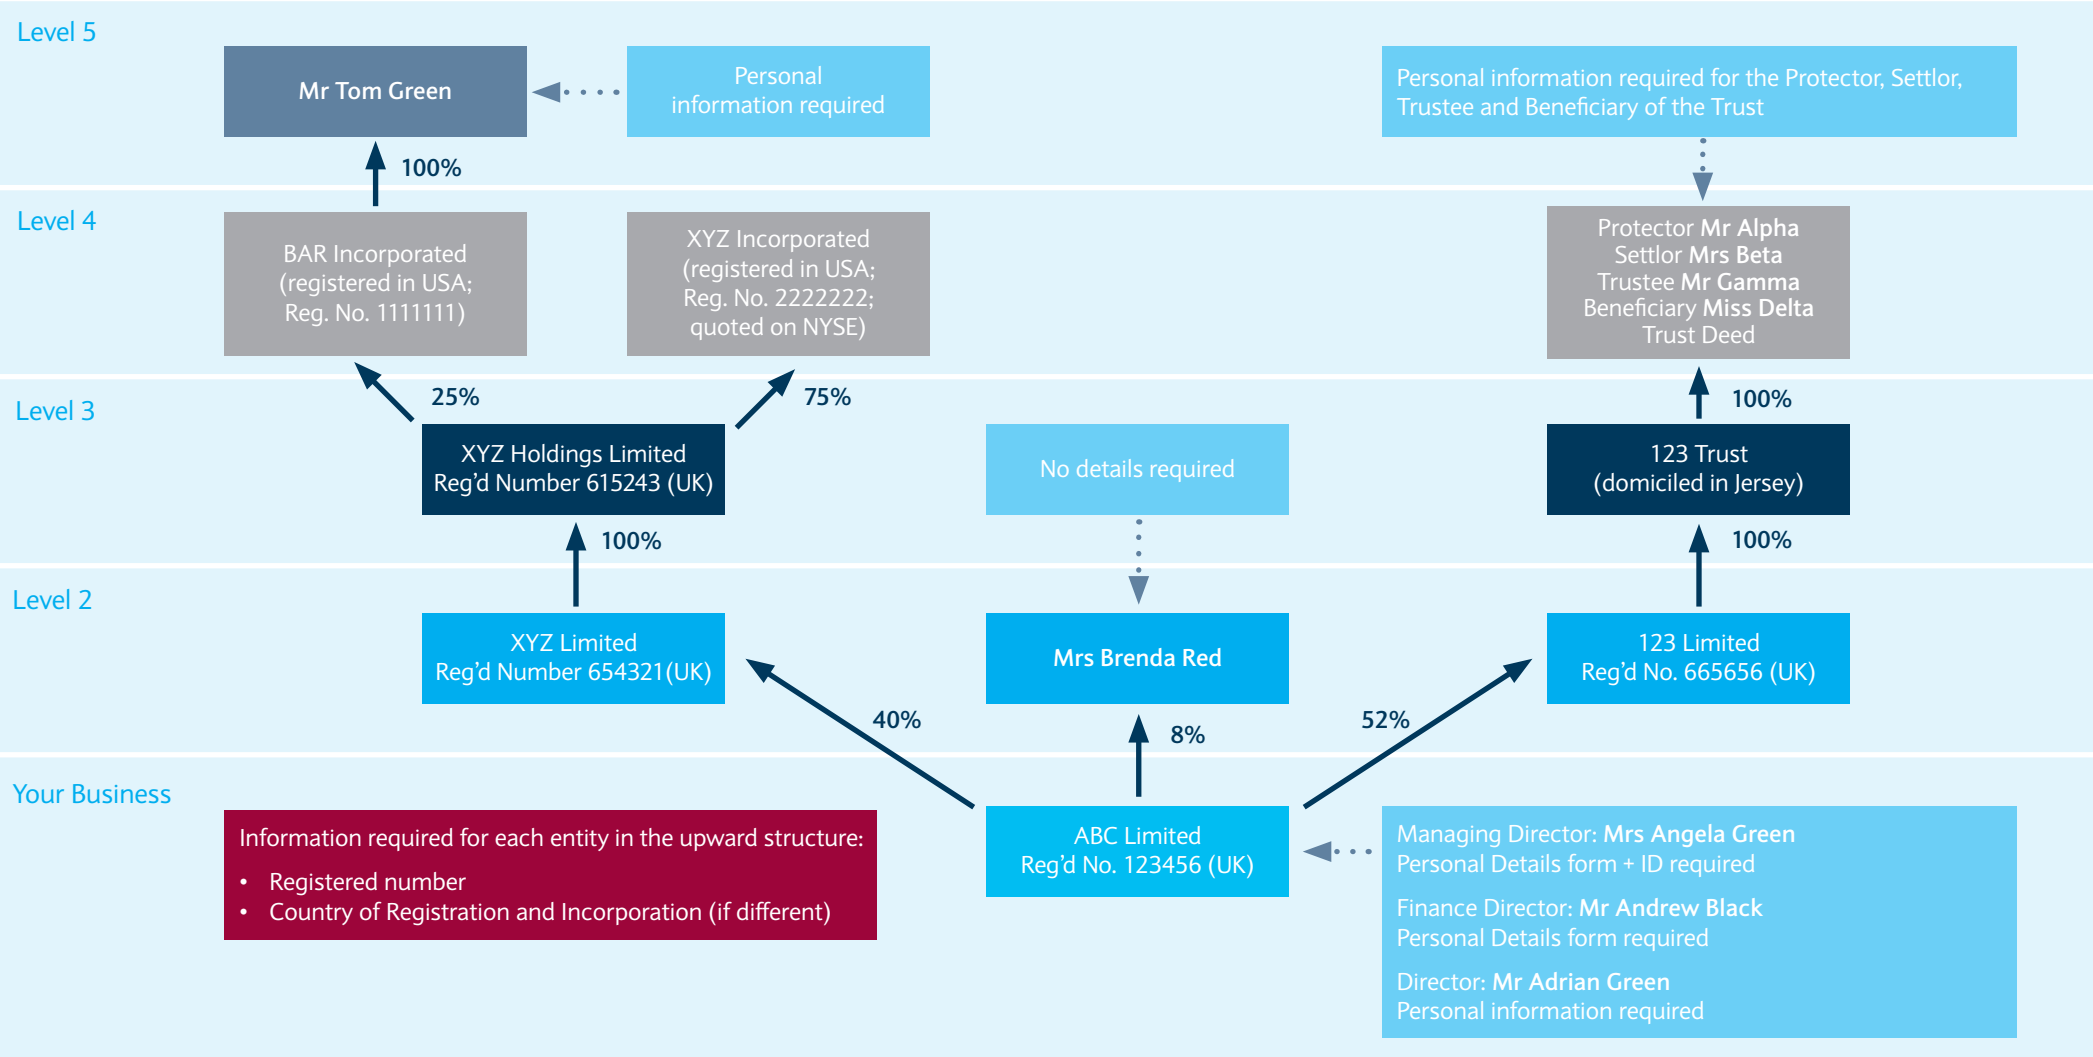 Level 5
Mr Tom Green
Personal
information required
Personal information required for the Protector, Settlor,
Trustee and Beneficiary of the Trust
100%
Level 4
BAR Incorporated
(registered in USA;
Reg. No. 1111111)
XYZ Incorporated
(registered in USA;
Reg. No. 2222222;
quoted on NYSE)
Protector Mr Alpha
Settlor Mrs Beta
Trustee Mr Gamma
Beneficiary Miss Delta
Trust Deed
25%
75%
100%
Level 3
XYZ Holdings Limited
Reg’d Number 615243 (UK)
No details required
123 Trust
(domiciled in Jersey)
100%
100%
Level 2
XYZ Limited
Reg’d Number 654321(UK)
Mrs Brenda Red
123 Limited
Reg’d No. 665656 (UK)
40%
8%
52%
Your Business
Information required for each entity in the upward structure:
• Registered number
• Country of Registration and Incorporation (if different)
ABC Limited
Reg’d No. 123456 (UK)
Managing Director: Mrs Angela Green
Personal Details form + ID required
Finance Director: Mr Andrew Black
Personal Details form required
Director: Mr Adrian Green
Personal information required